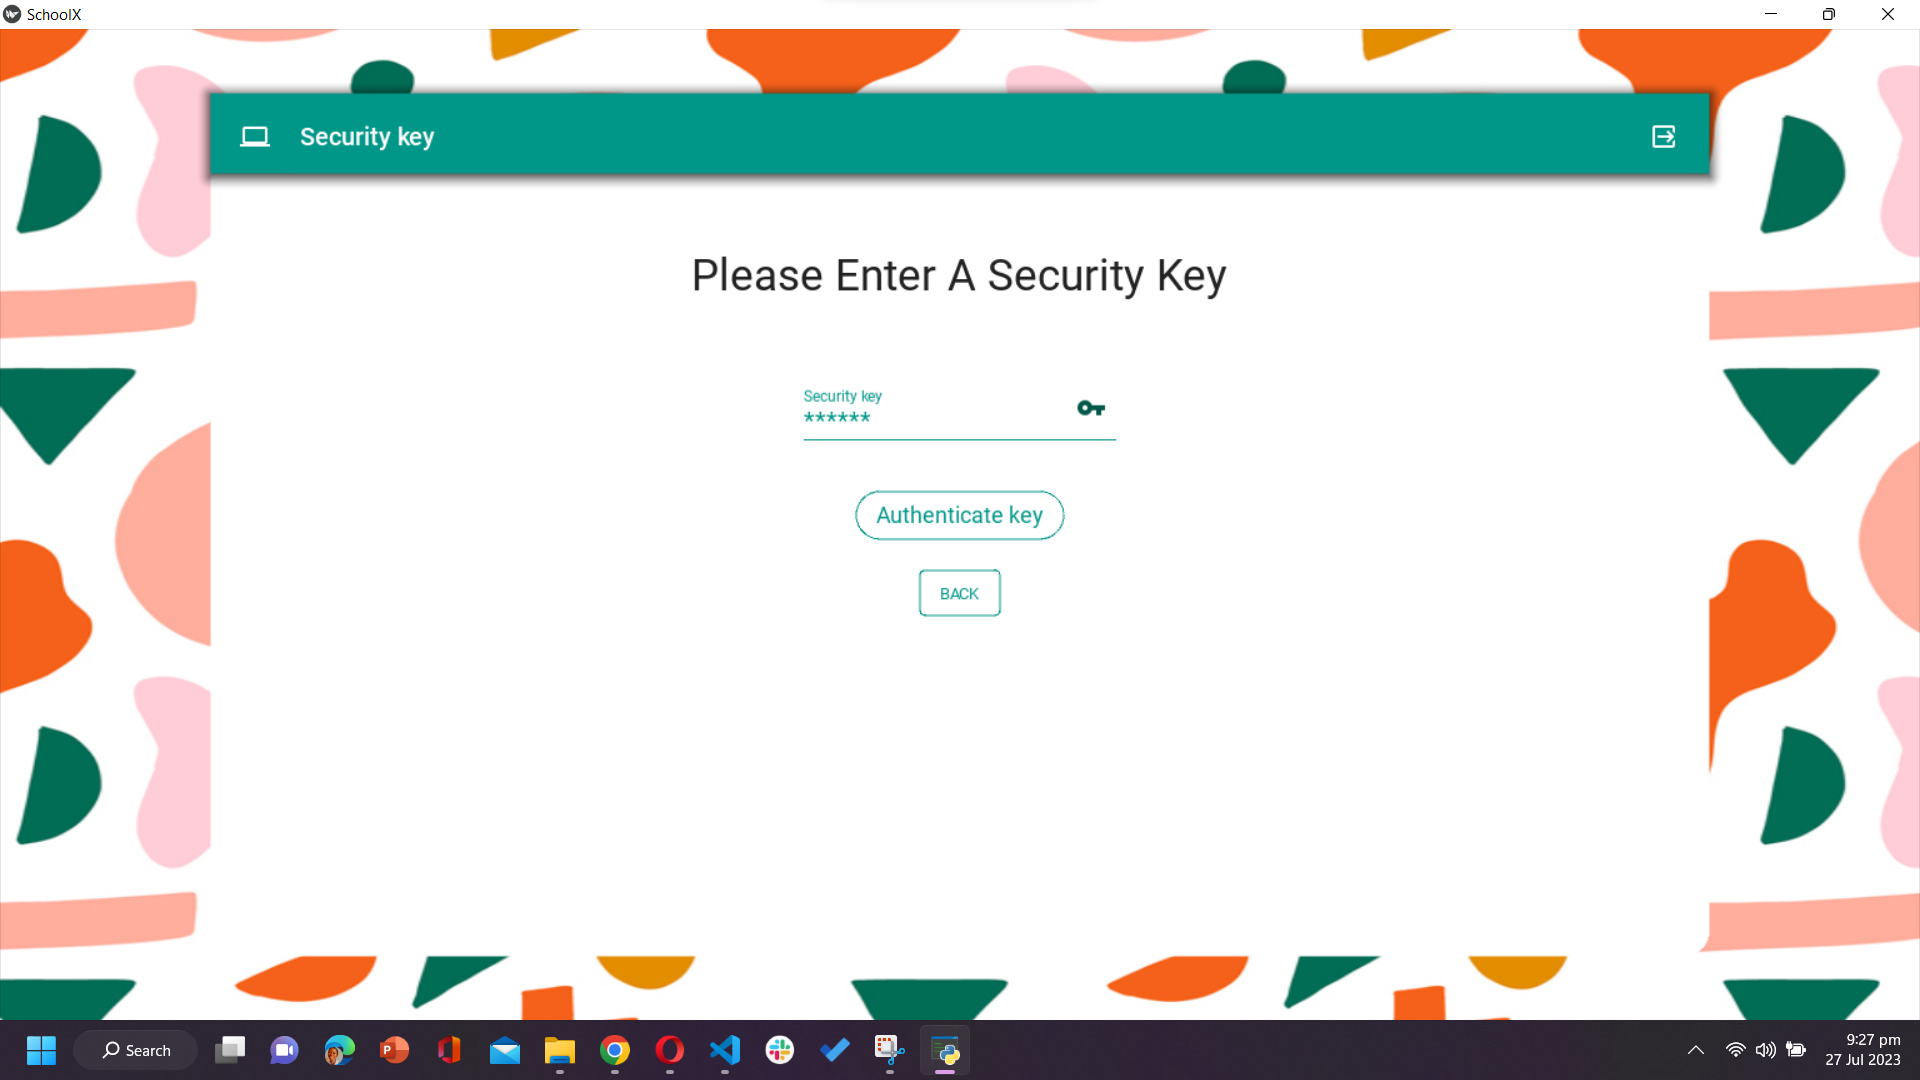 SchoolX
Security key
Please Enter A Security Key
Security key
******
Authenticate key
BACK
Search
9:27 pm
27 Jul 2023